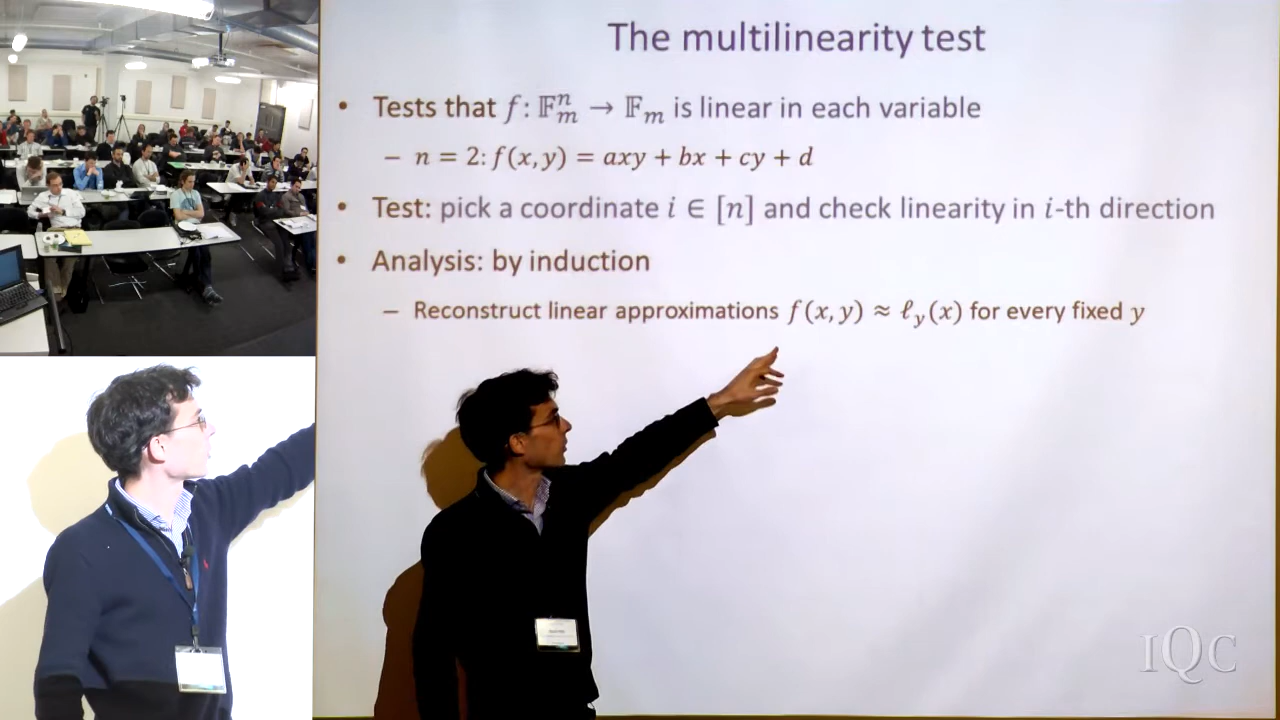 The multilinearity test
• Tests that f: 𝔽ₘⁿ → 𝔽ₘ is linear in each variable
– n = 2: f(x, y) = axy + bx + cy + d
• Test: pick a coordinate i ∈ [n] and check linearity in i-th direction
• Analysis: by induction
– Reconstruct linear approximations f(x, y) ≈ ℓ_y(x) for every fixed y
IQC